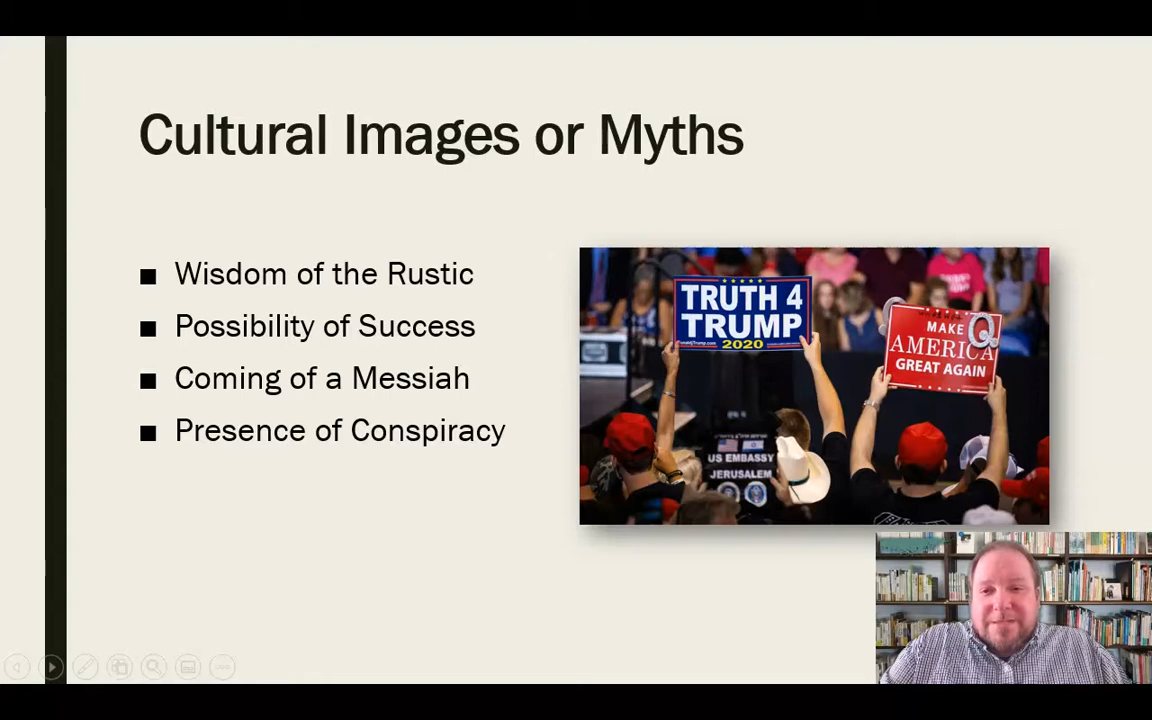 Cultural Images or Myths
Wisdom of the Rustic
Possibility of Success
Coming of a Messiah
Presence of Conspiracy
TRUTH 4
TRUMP
2020
MAKE Q
AMERICA
GREAT AGAIN
US EMBASSY
JERUSALEM